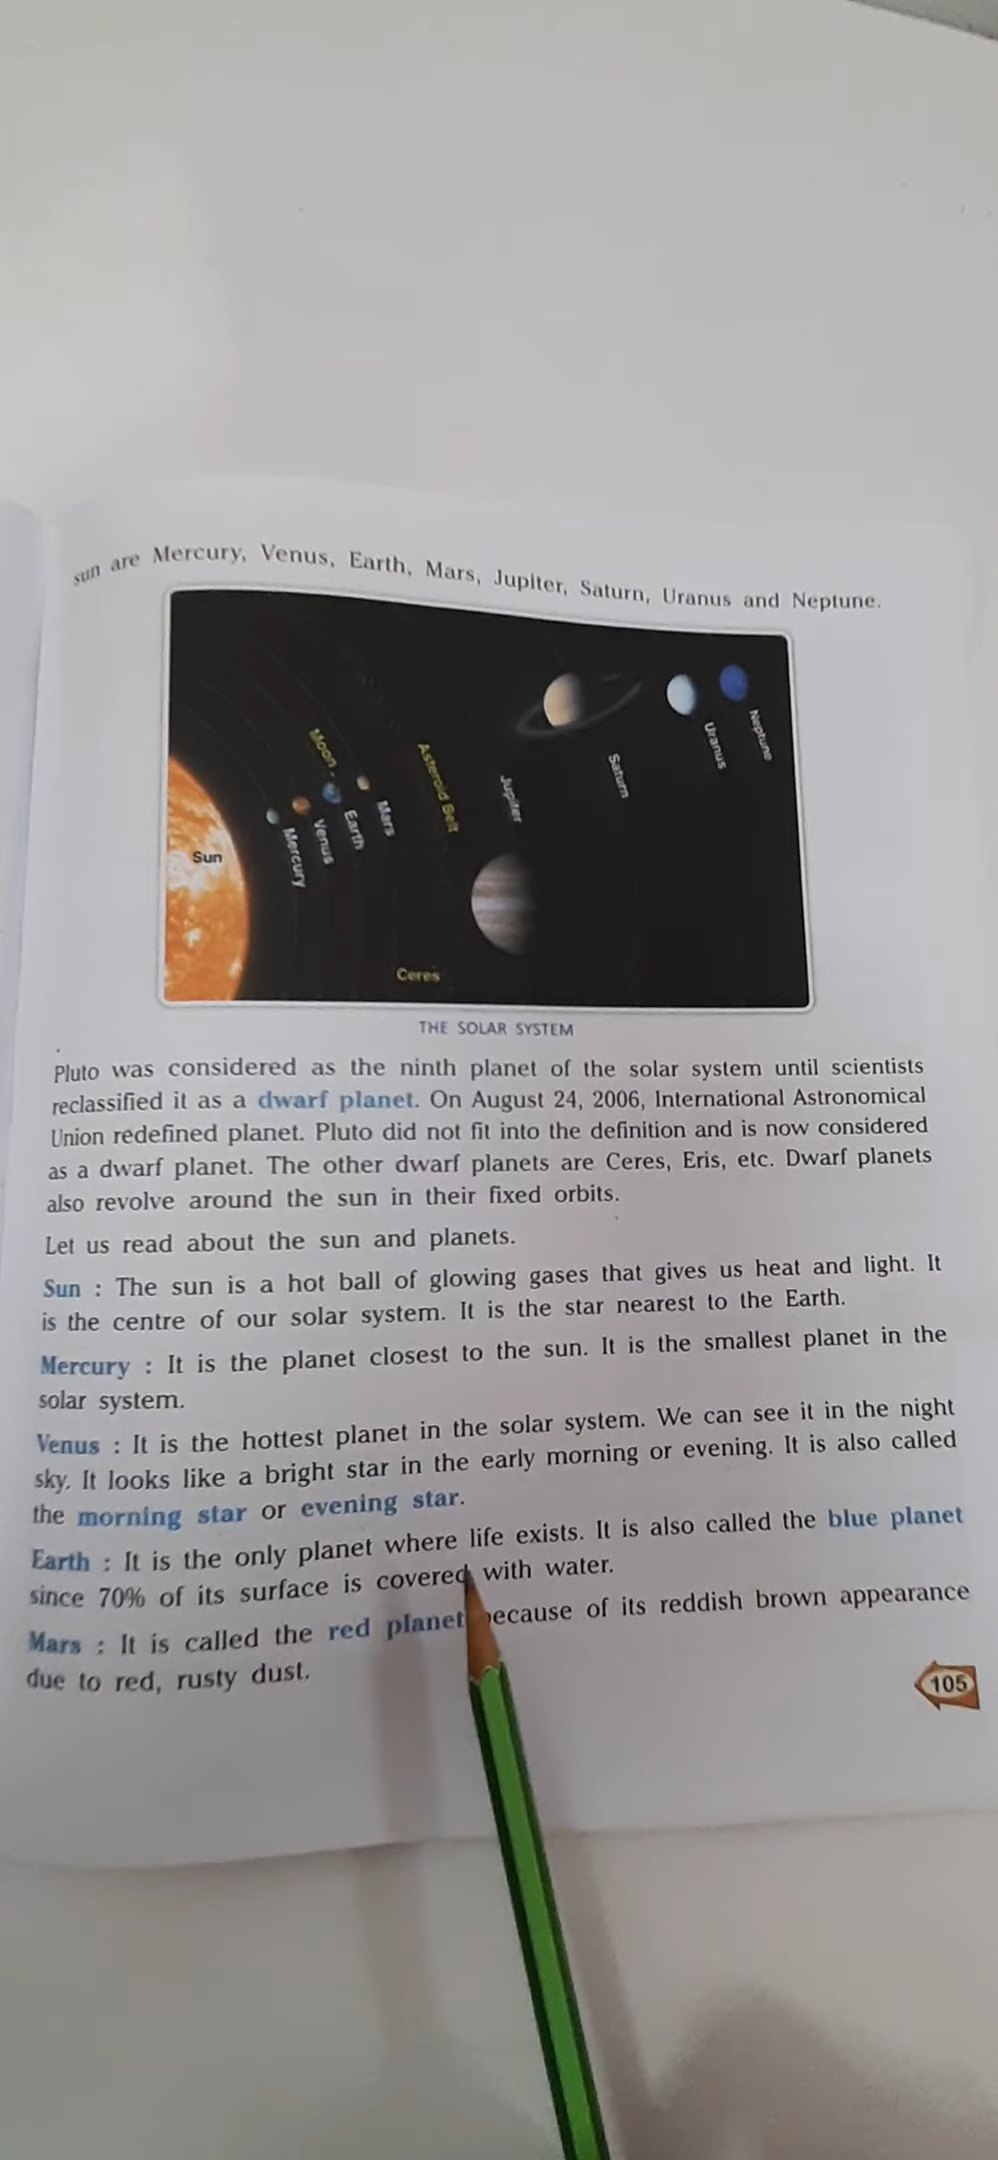 sun are Mercury, Venus, Earth, Mars, Jupiter, Saturn, Uranus and Neptune.
Sun
Mercury
Venus
Moon
Earth
Mars
Asteroid Belt
Ceres
Jupiter
Saturn
Uranus
Neptune
THE SOLAR SYSTEM
Pluto was considered as the ninth planet of the solar system until scientists
reclassified it as a dwarf planet. On August 24, 2006, International Astronomical
Union redefined planet. Pluto did not fit into the definition and is now considered
as a dwarf planet. The other dwarf planets are Ceres, Eris, etc. Dwarf planets
also revolve around the sun in their fixed orbits.
Let us read about the sun and planets.
Sun : The sun is a hot ball of glowing gases that gives us heat and light. It
is the centre of our solar system. It is the star nearest to the Earth.
Mercury : It is the planet closest to the sun. It is the smallest planet in the
solar system.
Venus : It is the hottest planet in the solar system. We can see it in the night
sky. It looks like a bright star in the early morning or evening. It is also called
the morning star or evening star.
Earth : It is the only planet where life exists. It is also called the blue planet
since 70% of its surface is covered with water.
Mars : It is called the red planet because of its reddish brown appearance
due to red, rusty dust.
105